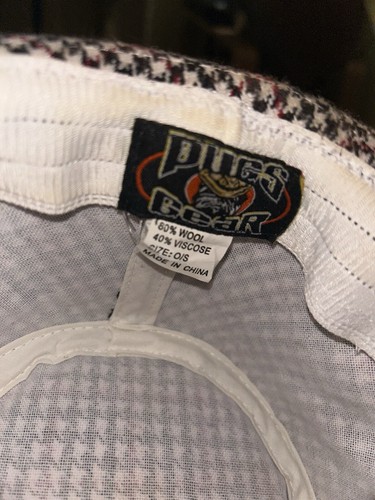 PUGS
GEAR
60% WOOL
40% VISCOSE
SIZE: O/S
MADE IN CHINA